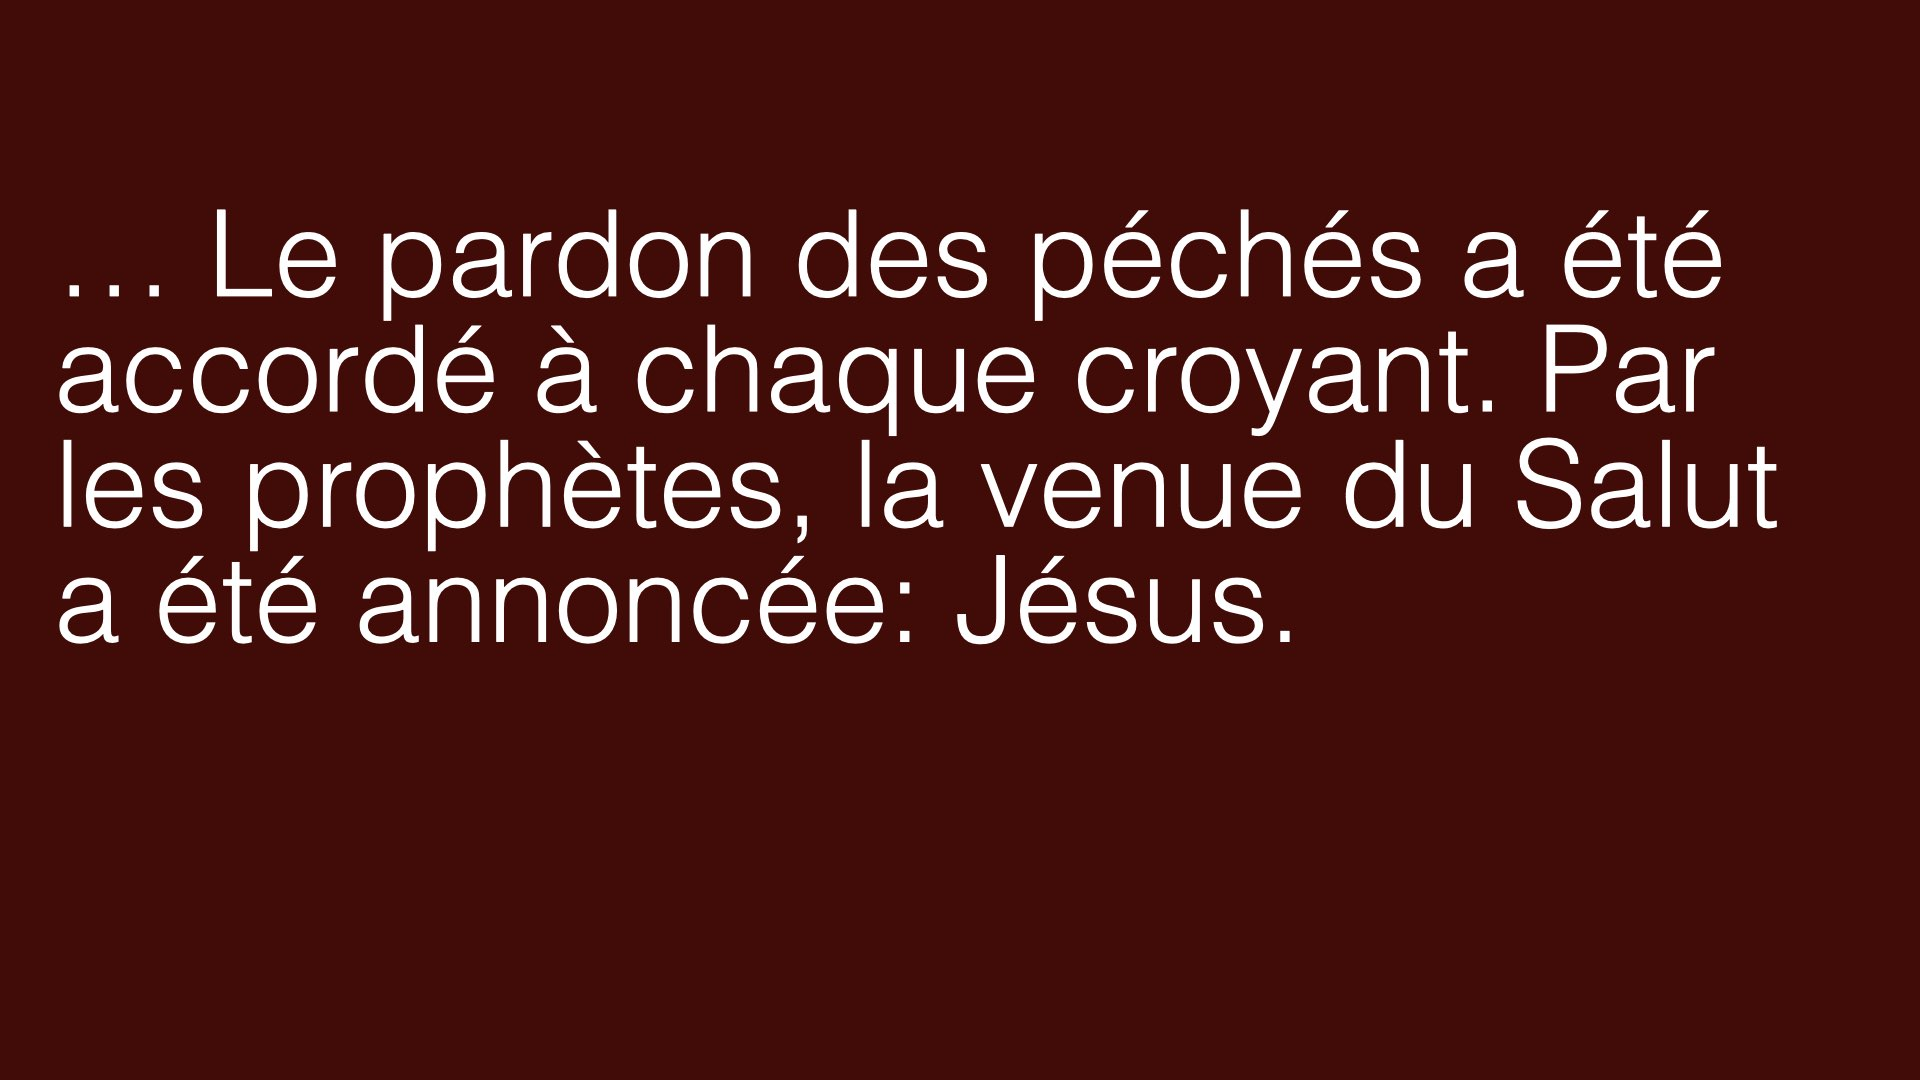 … Le pardon des péchés a été
accordé à chaque croyant. Par
les prophètes, la venue du Salut
a été annoncée: Jésus.